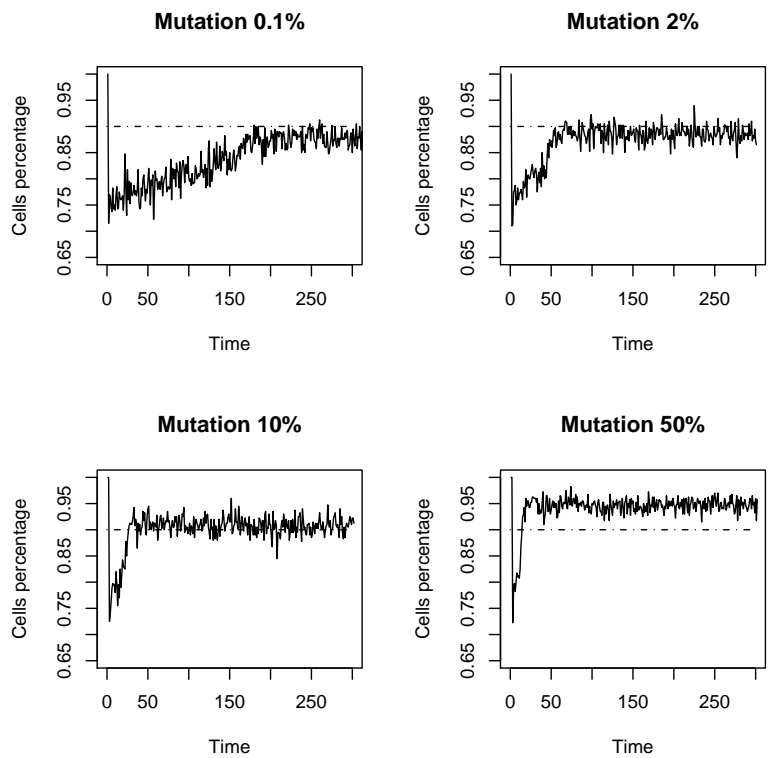 Mutation 0.1%
Cells percentage
0.65 0.75 0.85 0.95
0 50 150 250
Time
Mutation 2%
Cells percentage
0.65 0.75 0.85 0.95
0 50 150 250
Time
Mutation 10%
Cells percentage
0.65 0.75 0.85 0.95
0 50 150 250
Time
Mutation 50%
Cells percentage
0.65 0.75 0.85 0.95
0 50 150 250
Time